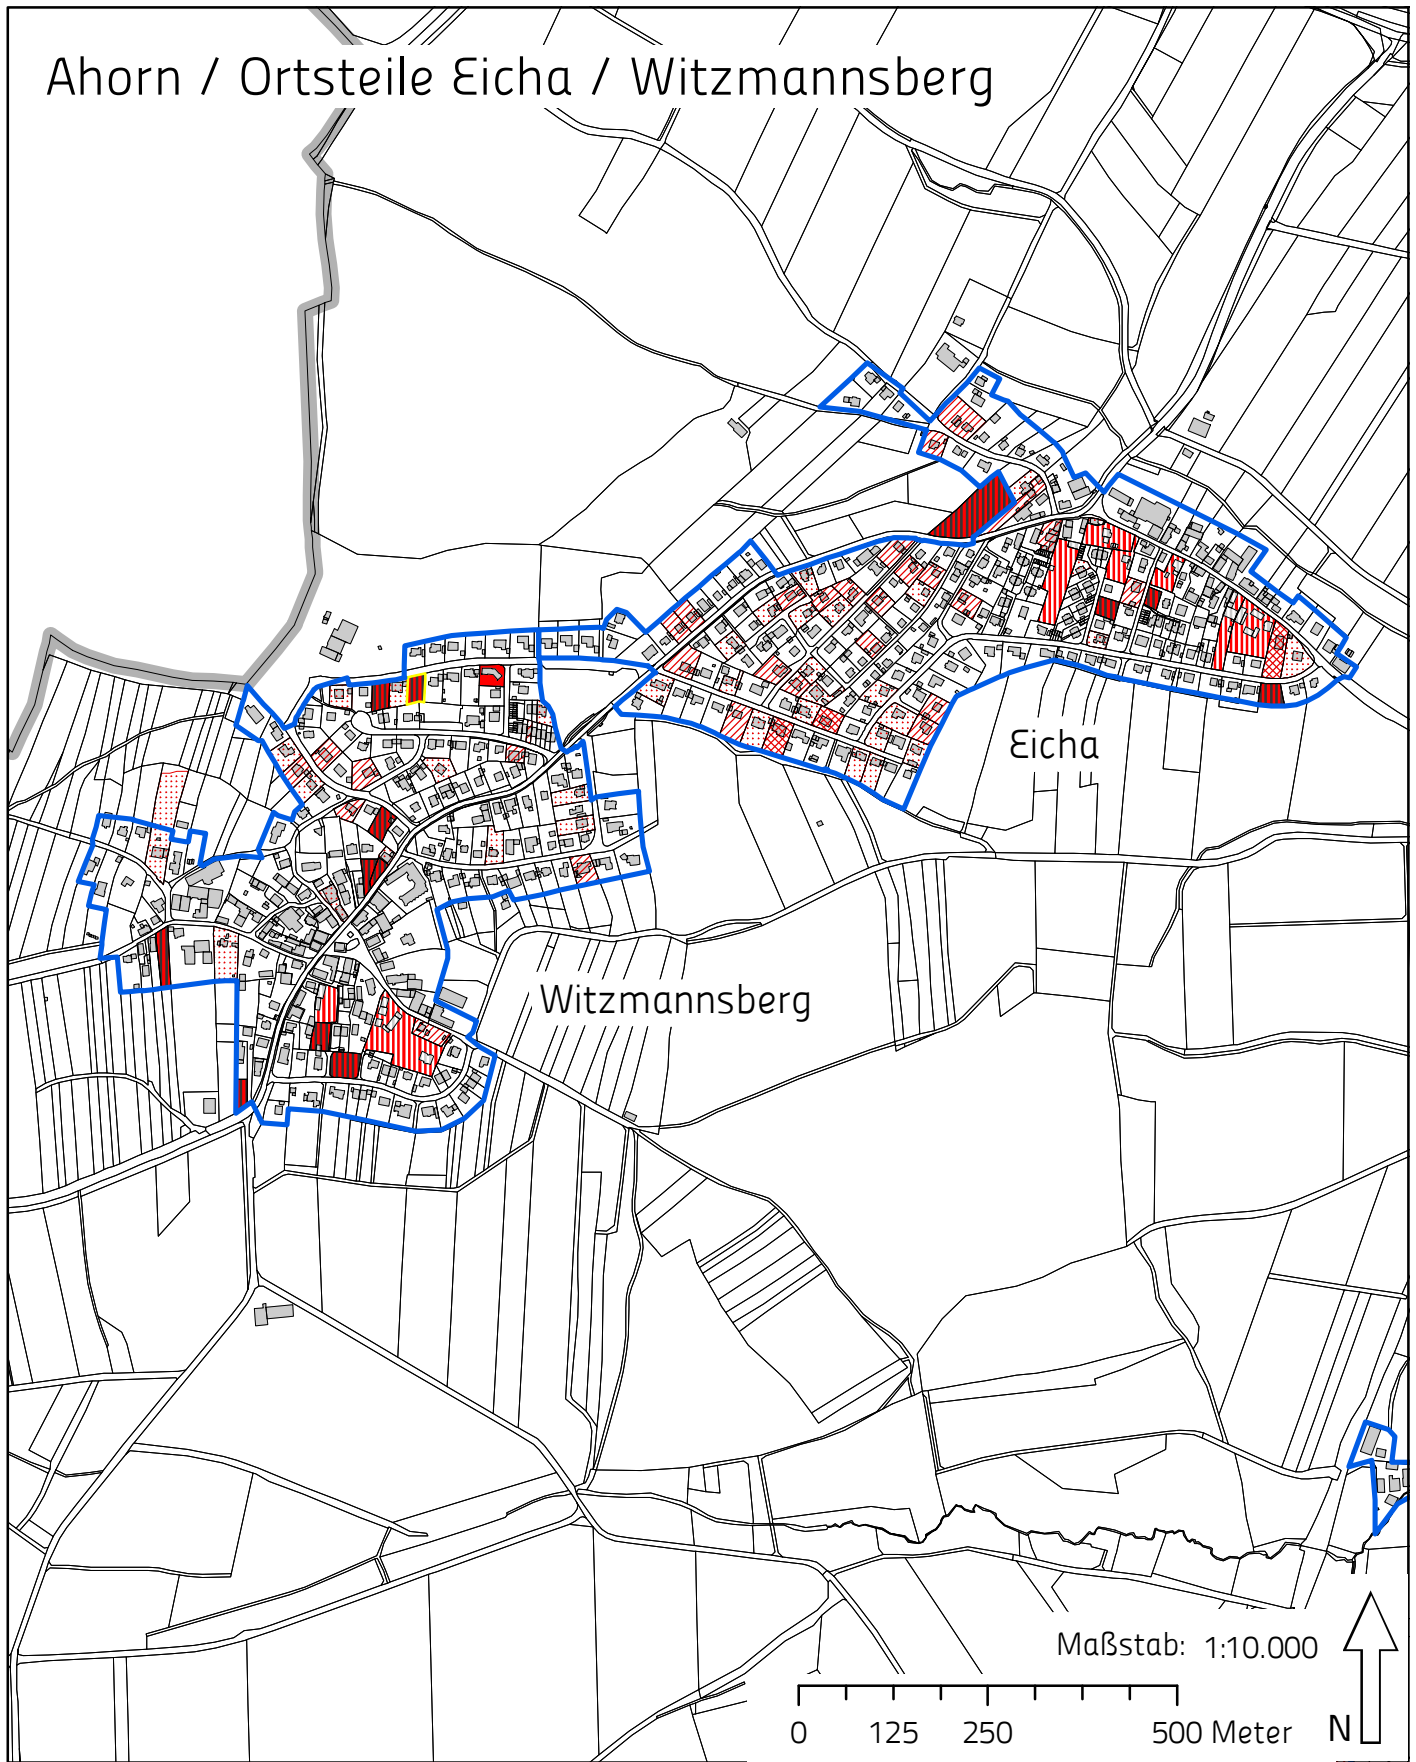 Ahorn / Ortsteile Eicha / Witzmannsberg
Eicha
Witzmannsberg
Maßstab: 1:10.000
0 125 250 500 Meter
N